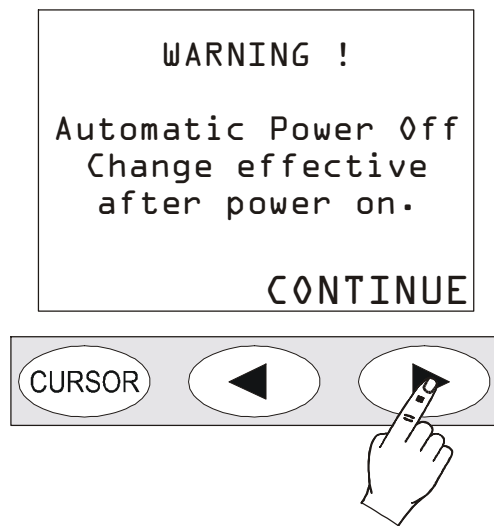 WARNING !
Automatic Power Off
Change effective
after power on.
CONTINUE
CURSOR